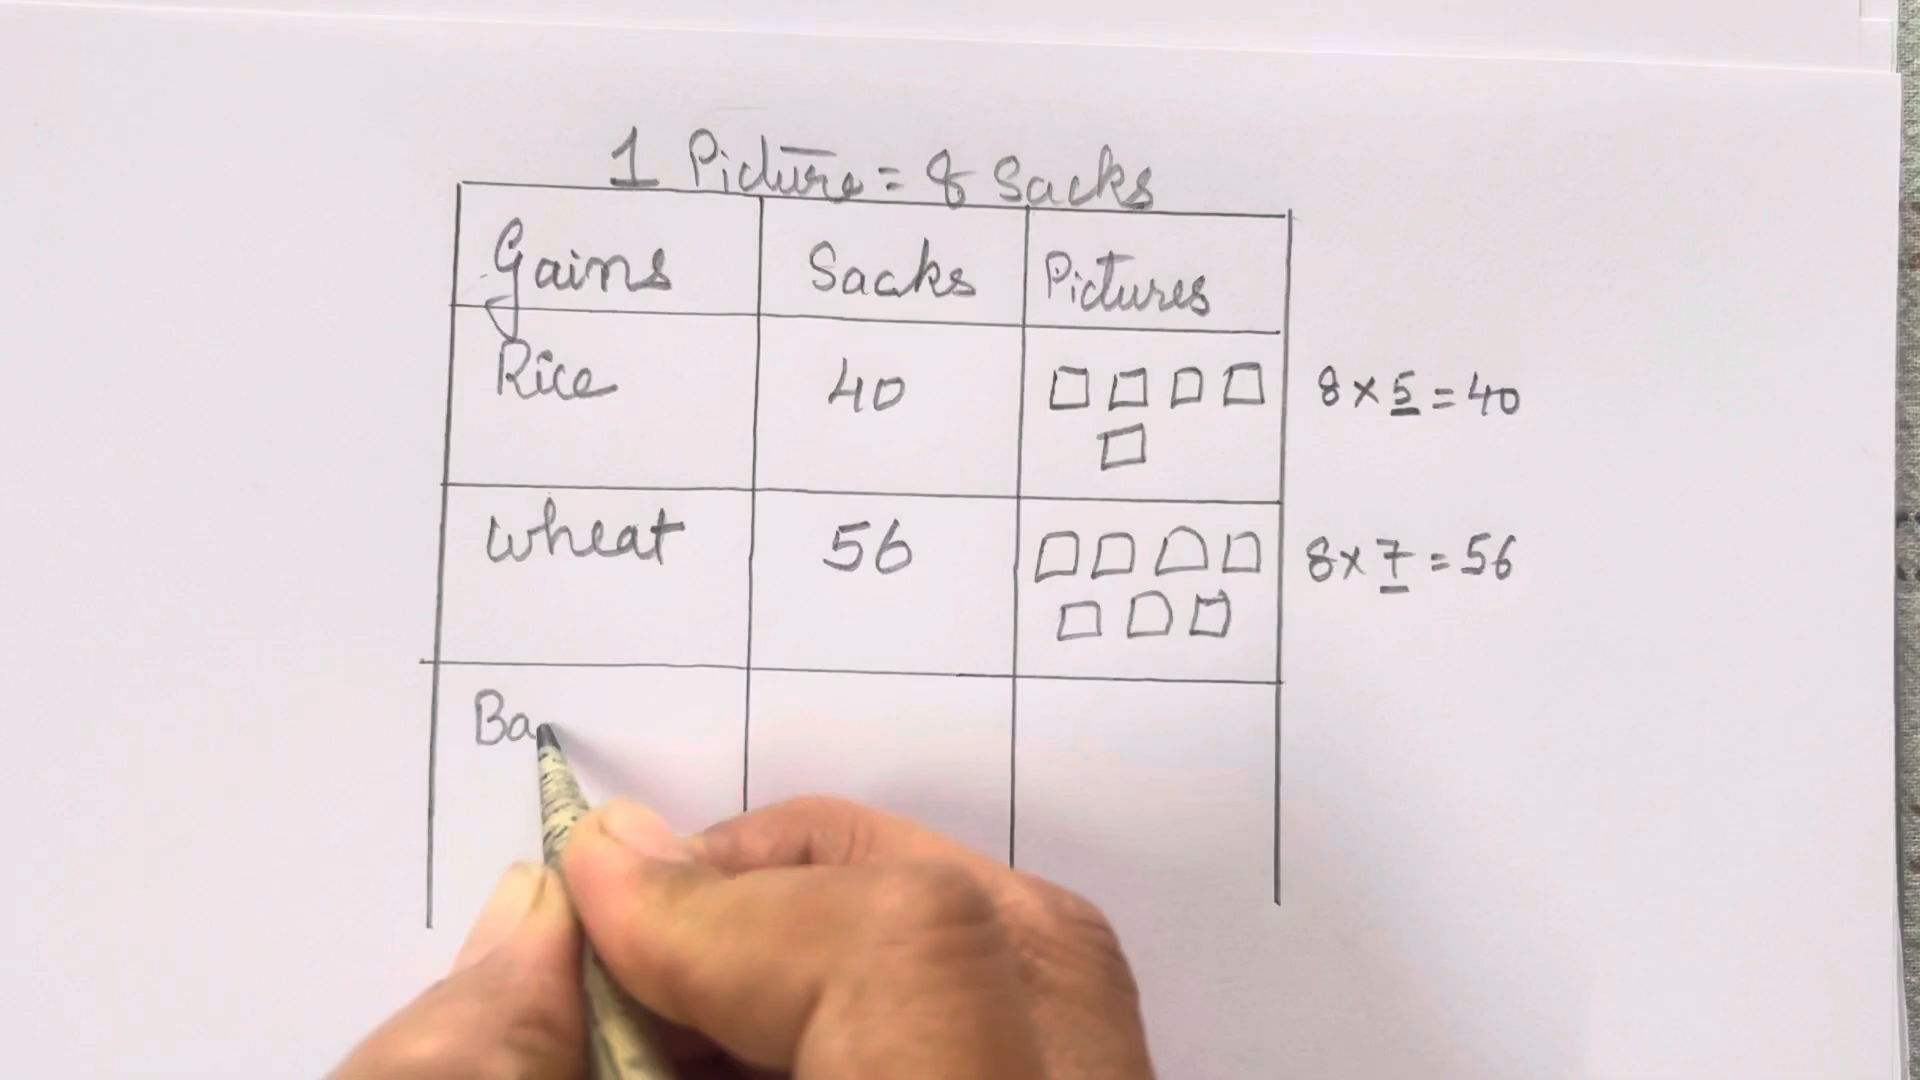 1 Picture = 8 Sacks
Gains Sacks Pictures
Rice 40 8 × 5 = 40
wheat 56 8 × 7 = 56
Ba